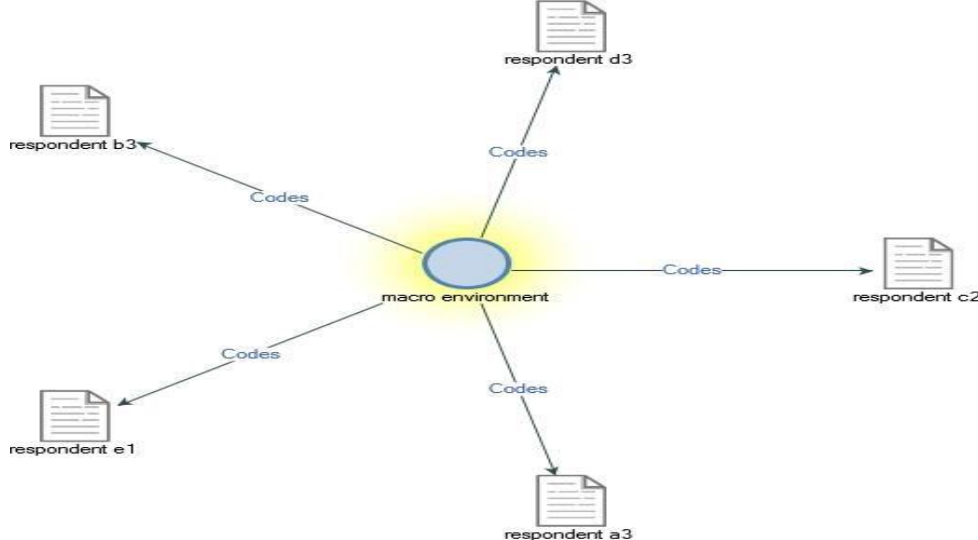 respondent d3
respondent b3
Codes
Codes
Codes
respondent c2
macro environment
Codes
Codes
respondent e1
respondent a3